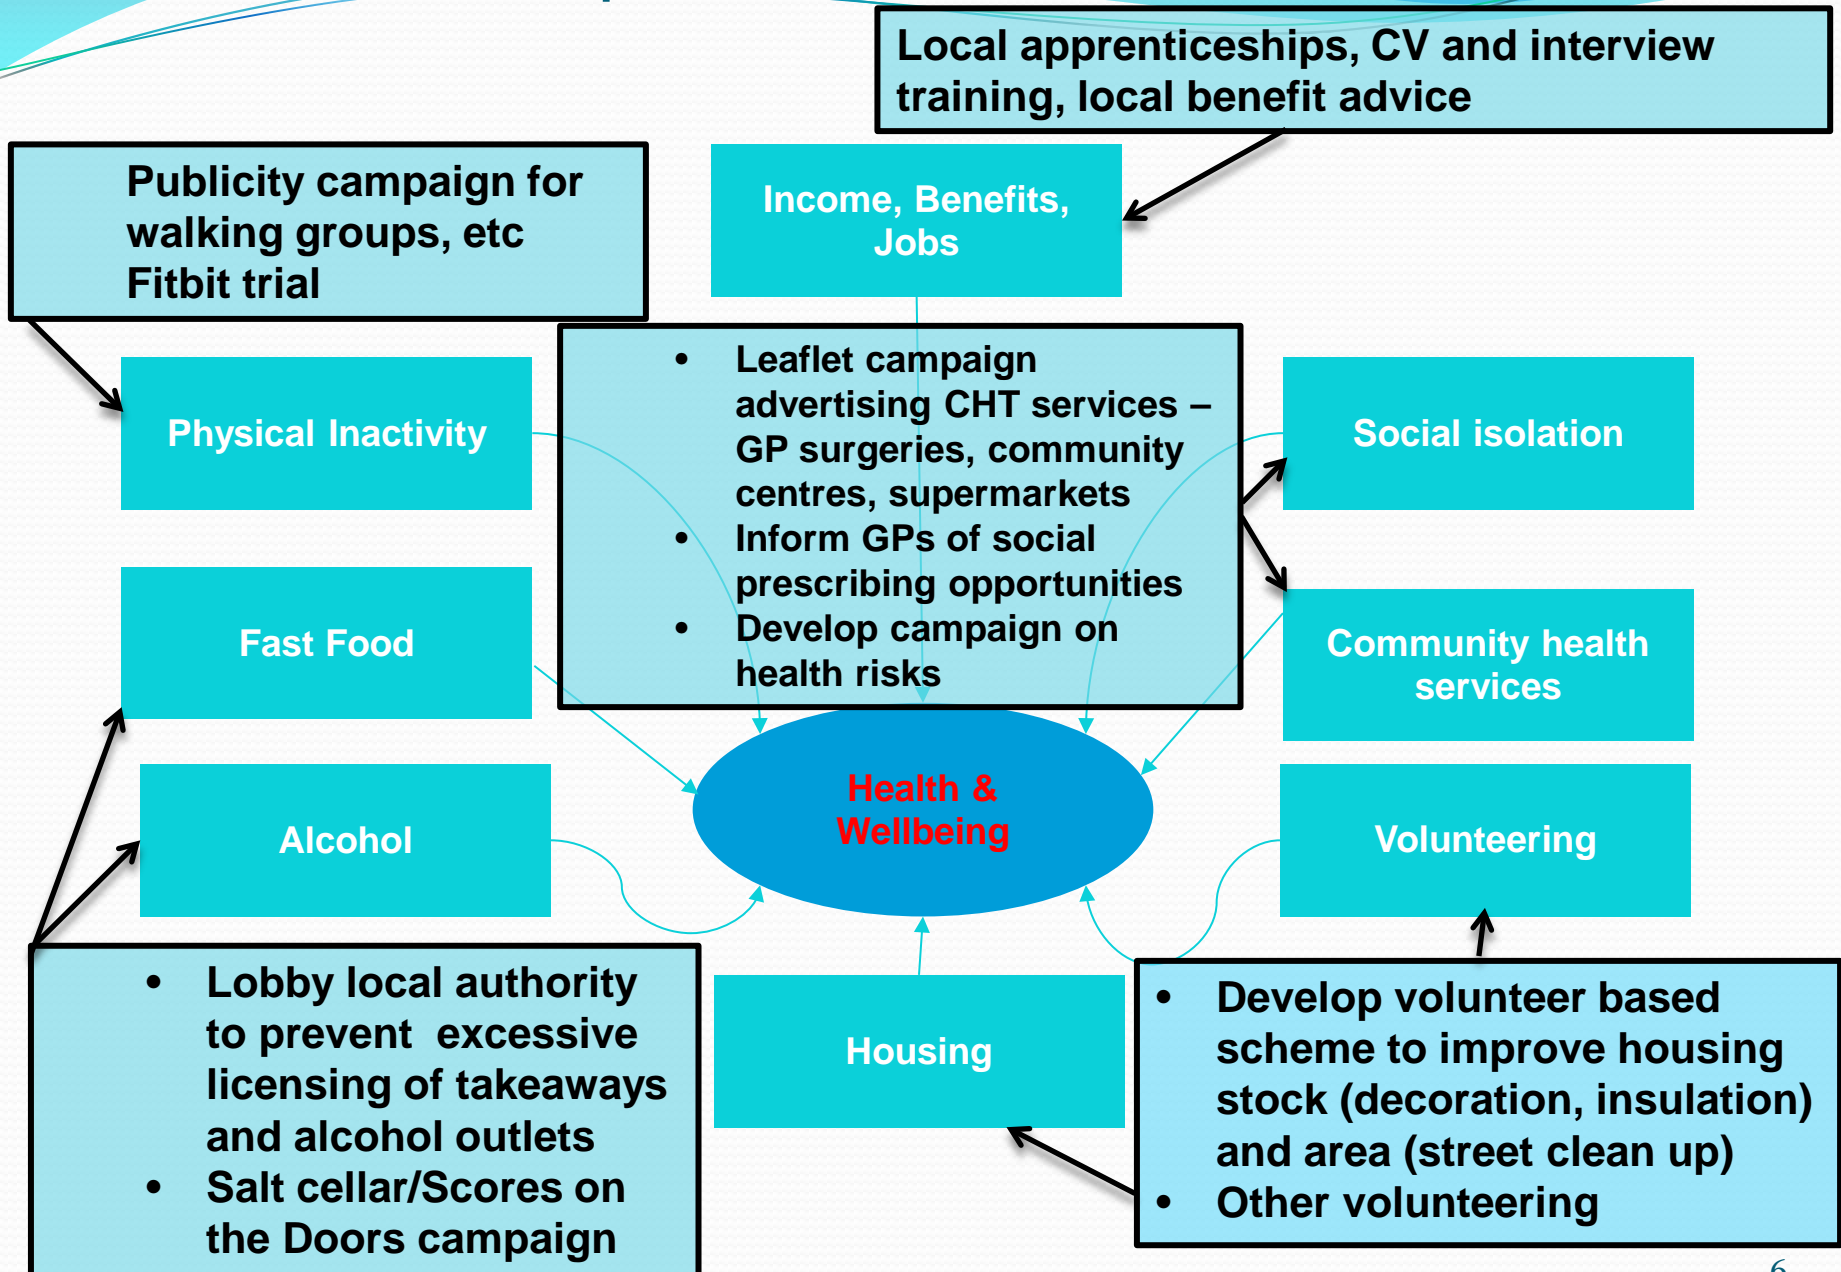 Local apprenticeships, CV and interview
training, local benefit advice
Publicity campaign for
walking groups, etc
Fitbit trial
Income, Benefits,
Jobs
• Leaflet campaign
advertising CHT services –
GP surgeries, community
centres, supermarkets
• Inform GPs of social
prescribing opportunities
• Develop campaign on
health risks
Physical Inactivity
Social isolation
Fast Food
Community health
services
Health &
Wellbeing
Alcohol
Volunteering
• Lobby local authority
to prevent  excessive
licensing of takeaways
and alcohol outlets
• Salt cellar/Scores on
the Doors campaign
Housing
• Develop volunteer based
scheme to improve housing
stock (decoration, insulation)
and area (street clean up)
• Other volunteering
6